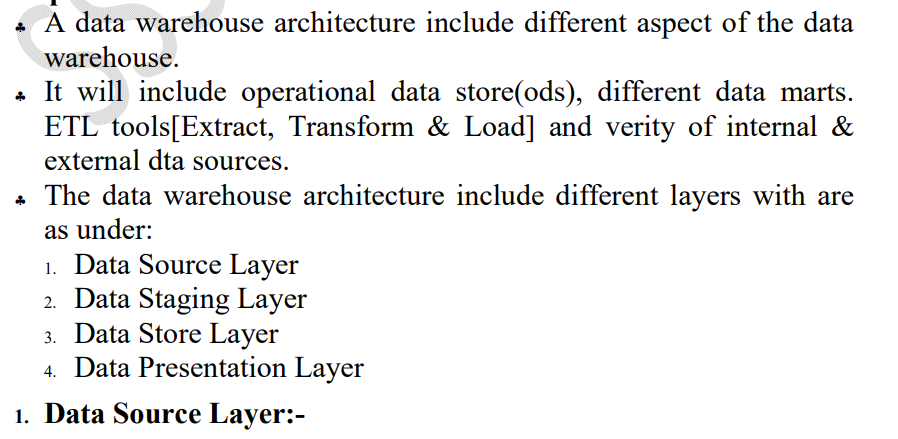 ♣ A data warehouse architecture include different aspect of the data
warehouse.
♣ It will include operational data store(ods), different data marts.
ETL tools[Extract, Transform & Load] and verity of internal &
external dta sources.
♣ The data warehouse architecture include different layers with are
as under:
1. Data Source Layer
2. Data Staging Layer
3. Data Store Layer
4. Data Presentation Layer
1. Data Source Layer:-